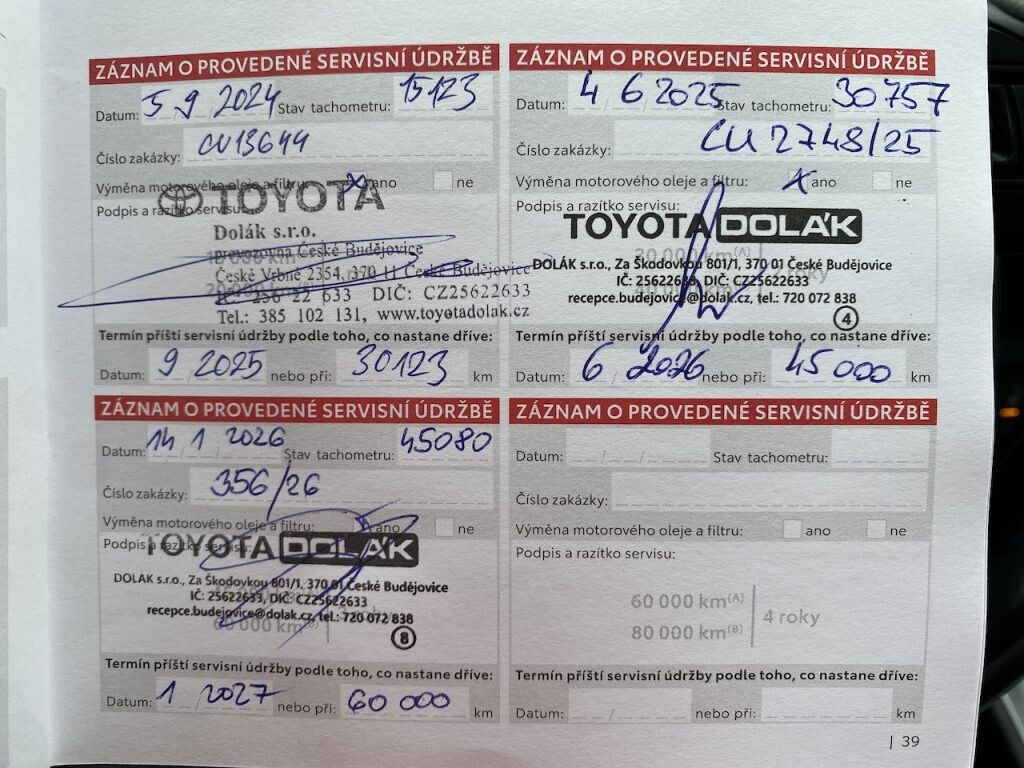 ZÁZNAM O PROVEDENÉ SERVISNÍ ÚDRŽBĚ
Datum: 5 9 2024 Stav tachometru: 15123
Číslo zakázky: CU13644
Výměna motorového oleje a filtru: X ano ne
Podpis a razítko servisu:
TOYOTA
Dolák s.r.o.
provozovna České Budějovice
České Vrbné 2354, 370 11 České Budějovice
IČ: 256 22 633 DIČ: CZ25622633
Tel.: 385 102 131, www.toyotadolak.cz
Termín příští servisní údržby podle toho, co nastane dříve:
Datum: 9 2025 nebo při: 30123 km
ZÁZNAM O PROVEDENÉ SERVISNÍ ÚDRŽBĚ
Datum: 4 6 2025 Stav tachometru: 30757
Číslo zakázky: CU 2748/25
Výměna motorového oleje a filtru: X ano ne
Podpis a razítko servisu:
TOYOTA DOLÁK
DOLÁK s.r.o., Za Škodovkou 801/1, 370 01 České Budějovice
IČ: 25622633, DIČ: CZ25622633
recepce.budejovice@dolak.cz, tel.: 720 072 838
4
Termín příští servisní údržby podle toho, co nastane dříve:
Datum: 6 2026 nebo při: 45 000 km
ZÁZNAM O PROVEDENÉ SERVISNÍ ÚDRŽBĚ
Datum: 14 1 2026 Stav tachometru: 45080
Číslo zakázky: 356/26
Výměna motorového oleje a filtru: ano ne
Podpis a razítko servisu:
TOYOTA DOLÁK
DOLÁK s.r.o., Za Škodovkou 801/1, 370 01 České Budějovice
IČ: 25622633, DIČ: CZ25622633
recepce.budejovice@dolak.cz, tel.: 720 072 838
8
Termín příští servisní údržby podle toho, co nastane dříve:
Datum: 1 2027 nebo při: 60 000 km
ZÁZNAM O PROVEDENÉ SERVISNÍ ÚDRŽBĚ
Datum: Stav tachometru:
Číslo zakázky:
Výměna motorového oleje a filtru: ano ne
Podpis a razítko servisu:
60 000 km(A)
80 000 km(B)
4 roky
Termín příští servisní údržby podle toho, co nastane dříve:
Datum: nebo při: km
| 39